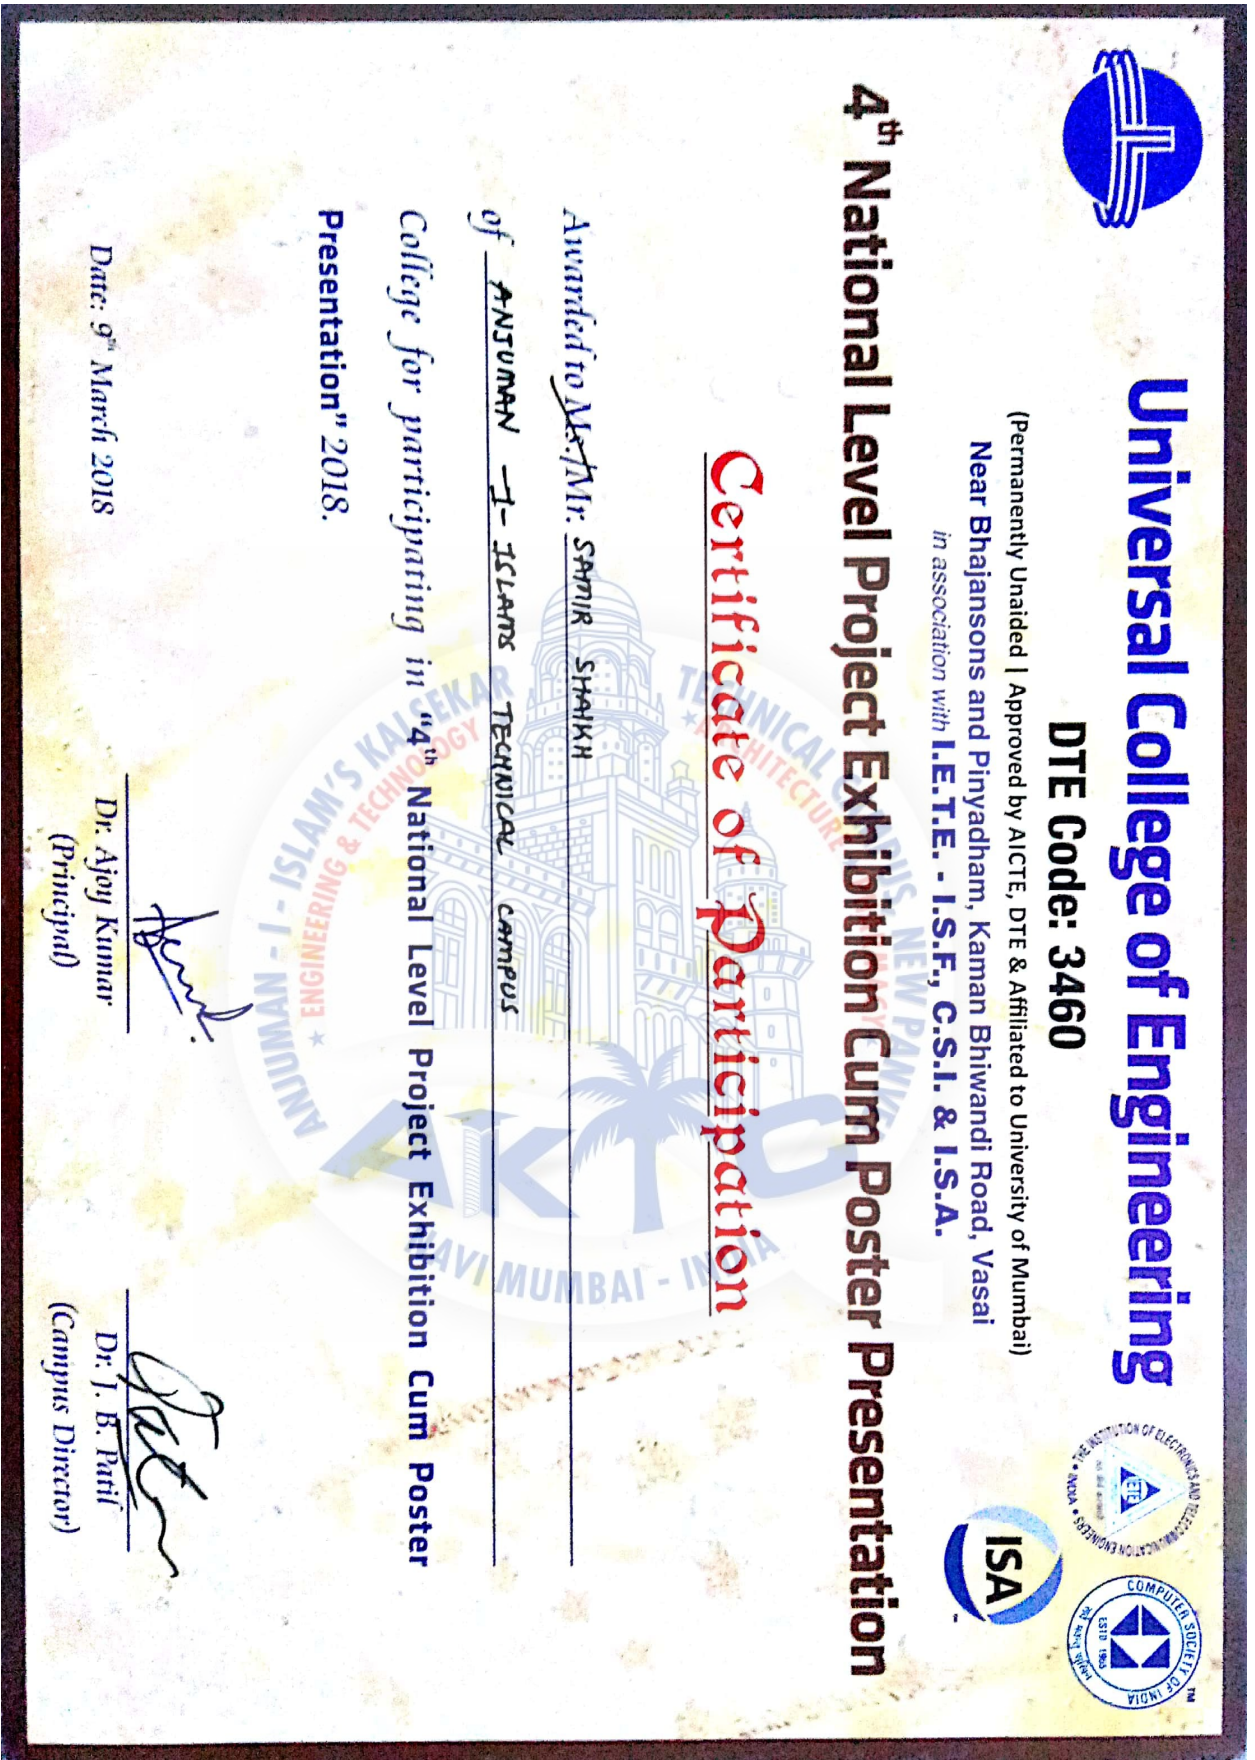 Universal College of Engineering
DTE Code: 3460
(Permanently Unaided | Approved by AICTE, DTE & Affiliated to University of Mumbai)
Near Bhajansons and Pinyadham, Kaman Bhiwandi Road, Vasai
in association with I.E.T.E. - I.S.F., C.S.I. & I.S.A.
THE INSTITUTION OF ELECTRONICS AND TELECOMMUNICATION ENGINEERS • INDIA •
IETE
COMPUTER SOCIETY OF INDIA
ESTD 1965
TM
ISA
4th National Level Project Exhibition Cum Poster Presentation
Certificate of Participation
Awarded to Ms./Mr. SAMIR SHAIKH
of ANJUMAN -I- ISLAMS TECHNICAL CAMPUS
College for participating in "4th National Level Project Exhibition Cum Poster
Presentation" 2018.
Date: 9th March 2018
Dr. Ajoy Kumar
(Principal)
Dr. J. B. Patil
(Campus Director)
ANJUMAN - I - ISLAM'S KALSEKAR TECHNICAL CAMPUS NEW PANVEL
ENGINEERING & TECHNOLOGY ★ ARCHITECTURE
AKTC
NAVI MUMBAI - INDIA